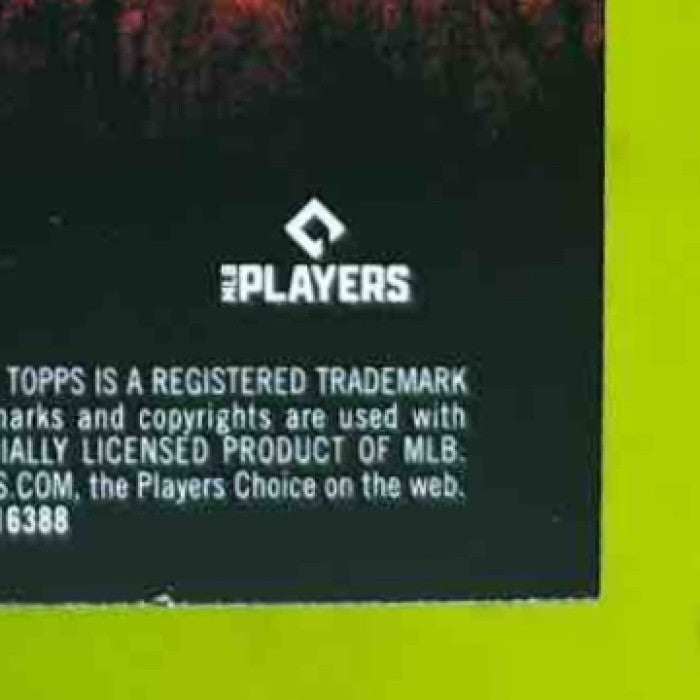 MLB PLAYERS
TOPPS IS A REGISTERED TRADEMARK
marks and copyrights are used with
IALLY LICENSED PRODUCT OF MLB.
S.COM, the Players Choice on the web.
16388